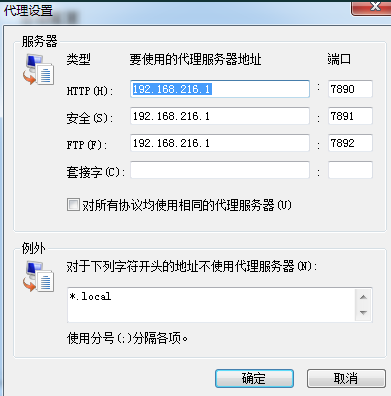 代理设置
服务器
类型 要使用的代理服务器地址 端口
HTTP(H): 192.168.216.1 : 7890
安全(S): 192.168.216.1 : 7891
FTP(F): 192.168.216.1 : 7892
套接字(C): :
对所有协议均使用相同的代理服务器(U)
例外
对于下列字符开头的地址不使用代理服务器(N):
*.local
使用分号(;)分隔各项。
确定 取消